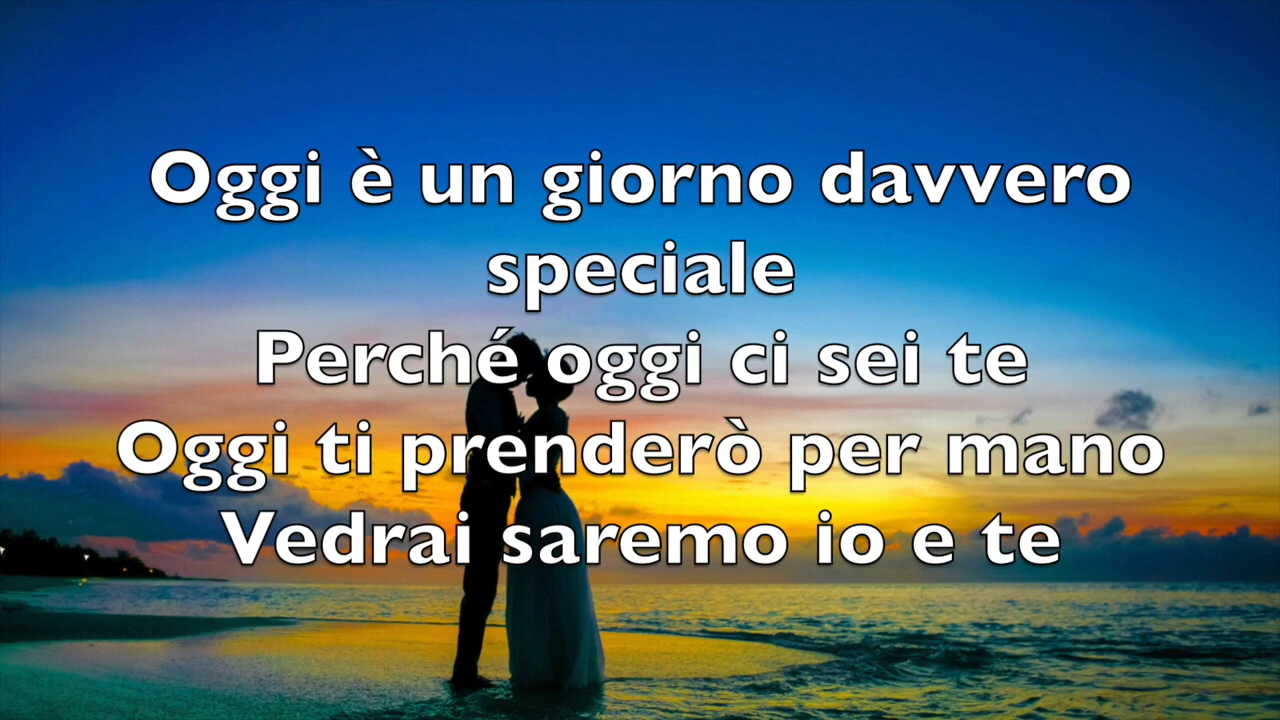 Oggi è un giorno davvero
speciale
Perché oggi ci sei te
Oggi ti prenderò per mano
Vedrai saremo io e te